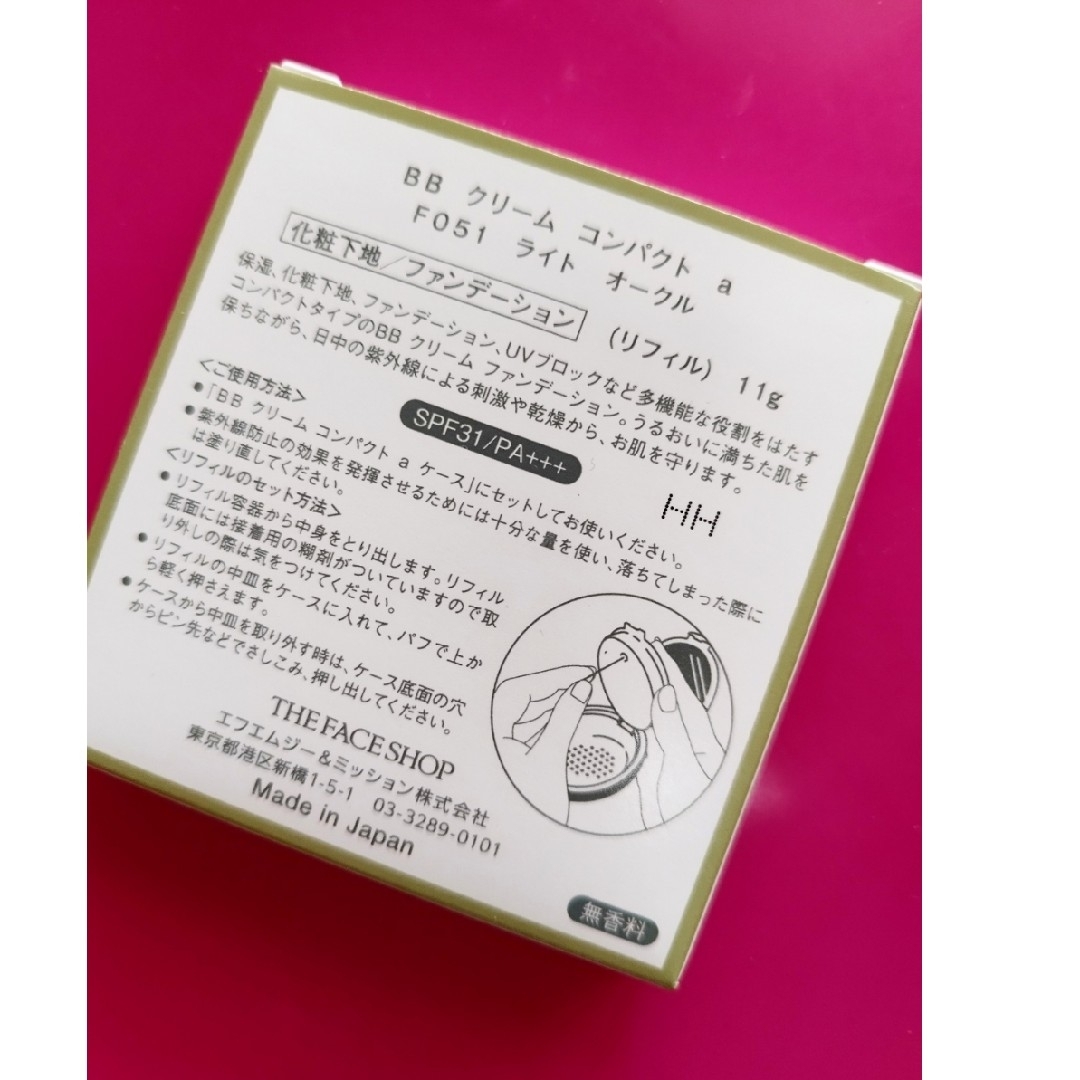 BB クリーム コンパクト a
F051 ライト オークル
化粧下地/ファンデーション (リフィル) 11g
保湿、化粧下地、ファンデーション、UVブロックなど多機能な役割をはたす
コンパクトタイプのBB クリーム ファンデーション。うるおいに満ちた肌を
保ちながら、日中の紫外線による刺激や乾燥から、お肌を守ります。
SPF31/PA+++
HH
<ご使用方法>
●「BB クリーム コンパクト a ケース」にセットしてお使いください。
●紫外線防止の効果を発揮させるためには十分な量を使い、落ちてしまった際に
は塗り直してください。
<リフィルのセット方法>
●リフィル容器から中身をとり出します。リフィル
底面には接着用の糊剤がついていますので取
り外しの際は気をつけてください。
●リフィルの中皿をケースに入れて、パフで上か
ら軽く押さえます。
●ケースから中皿を取り外す時は、ケース底面の穴
からピン先などでさしこみ、押し出してください。
THE FACE SHOP
エフエムジー&ミッション株式会社
東京都港区新橋1-5-1 03-3289-0101
Made in Japan
無香料